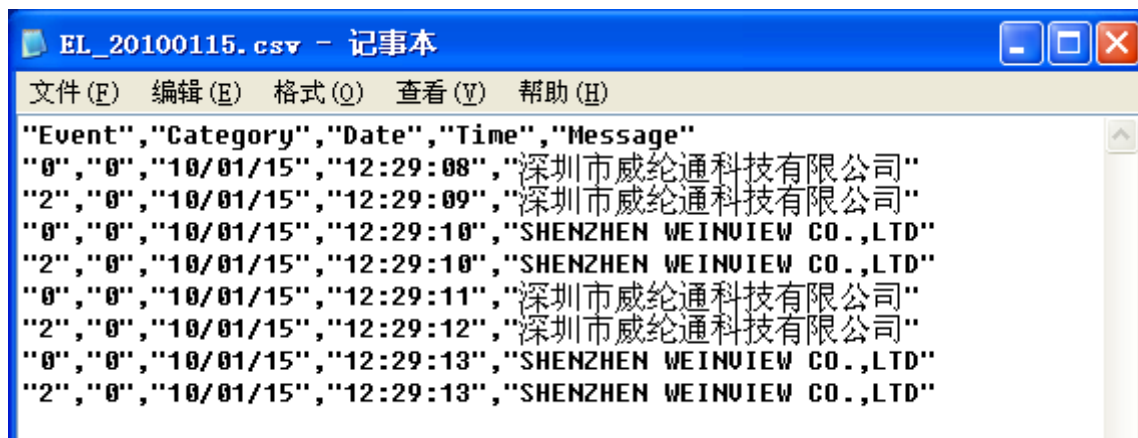 EL_20100115.csv - 记事本
文件(F) 编辑(E) 格式(O) 查看(V) 帮助(H)
"Event","Category","Date","Time","Message"
"0","0","10/01/15","12:29:08","深圳市威纶通科技有限公司"
"2","0","10/01/15","12:29:09","深圳市威纶通科技有限公司"
"0","0","10/01/15","12:29:10","SHENZHEN WEINVIEW CO.,LTD"
"2","0","10/01/15","12:29:10","SHENZHEN WEINVIEW CO.,LTD"
"0","0","10/01/15","12:29:11","深圳市威纶通科技有限公司"
"2","0","10/01/15","12:29:12","深圳市威纶通科技有限公司"
"0","0","10/01/15","12:29:13","SHENZHEN WEINVIEW CO.,LTD"
"2","0","10/01/15","12:29:13","SHENZHEN WEINVIEW CO.,LTD"